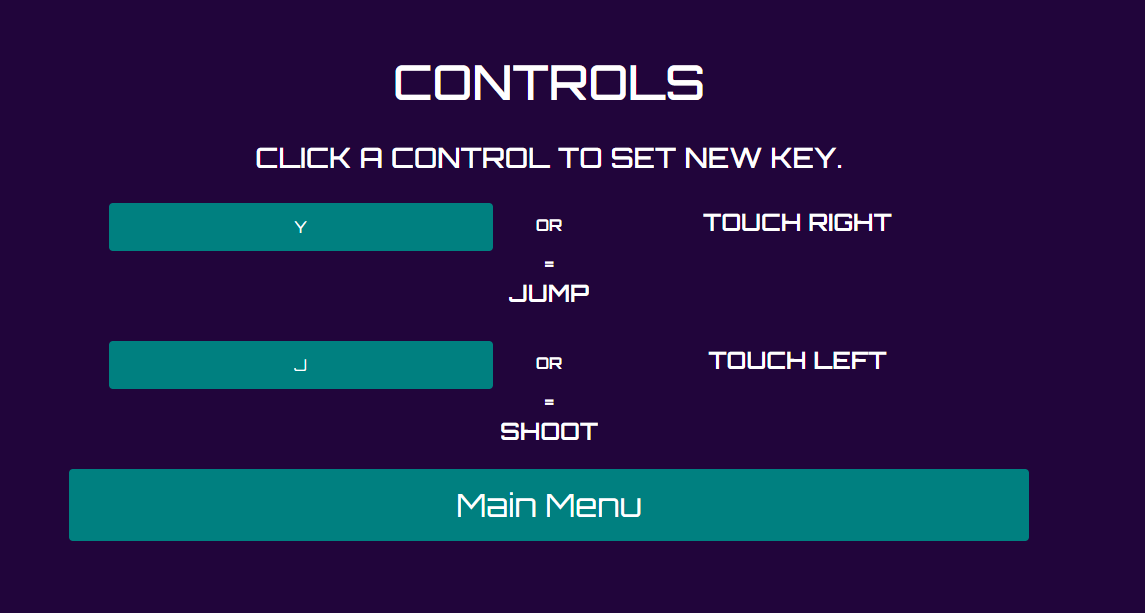 CONTROLS
CLICK A CONTROL TO SET NEW KEY.
Y OR TOUCH RIGHT
=
JUMP
J OR TOUCH LEFT
=
SHOOT
Main Menu